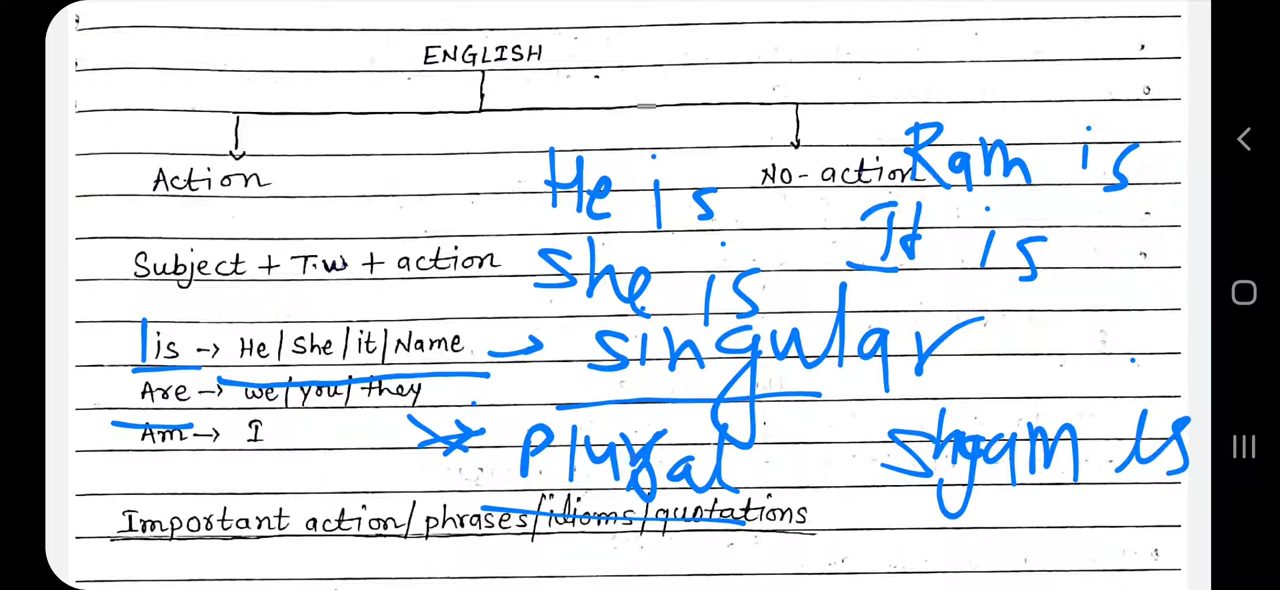 ENGLISH
Action
No-action
He is
Ram is
Subject + T.W + action
She is
It is
is → He/She/it/Name → singular
Are → we/you/they
Am → I
Plural
Shyam is
Important action/phrases/idioms/quotations